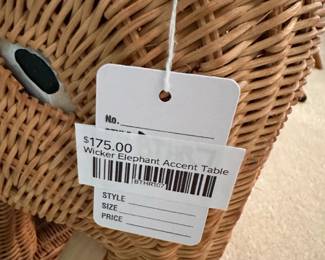 No.
$175.00
Wicker Elephant Accent Table
STYLE
SIZE
PRICE